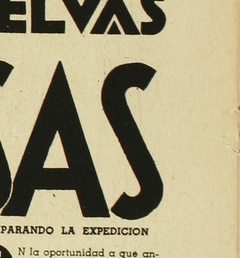 ELVAS
SAS
PARANDO LA EXPEDICION
N la oportunidad a que an-